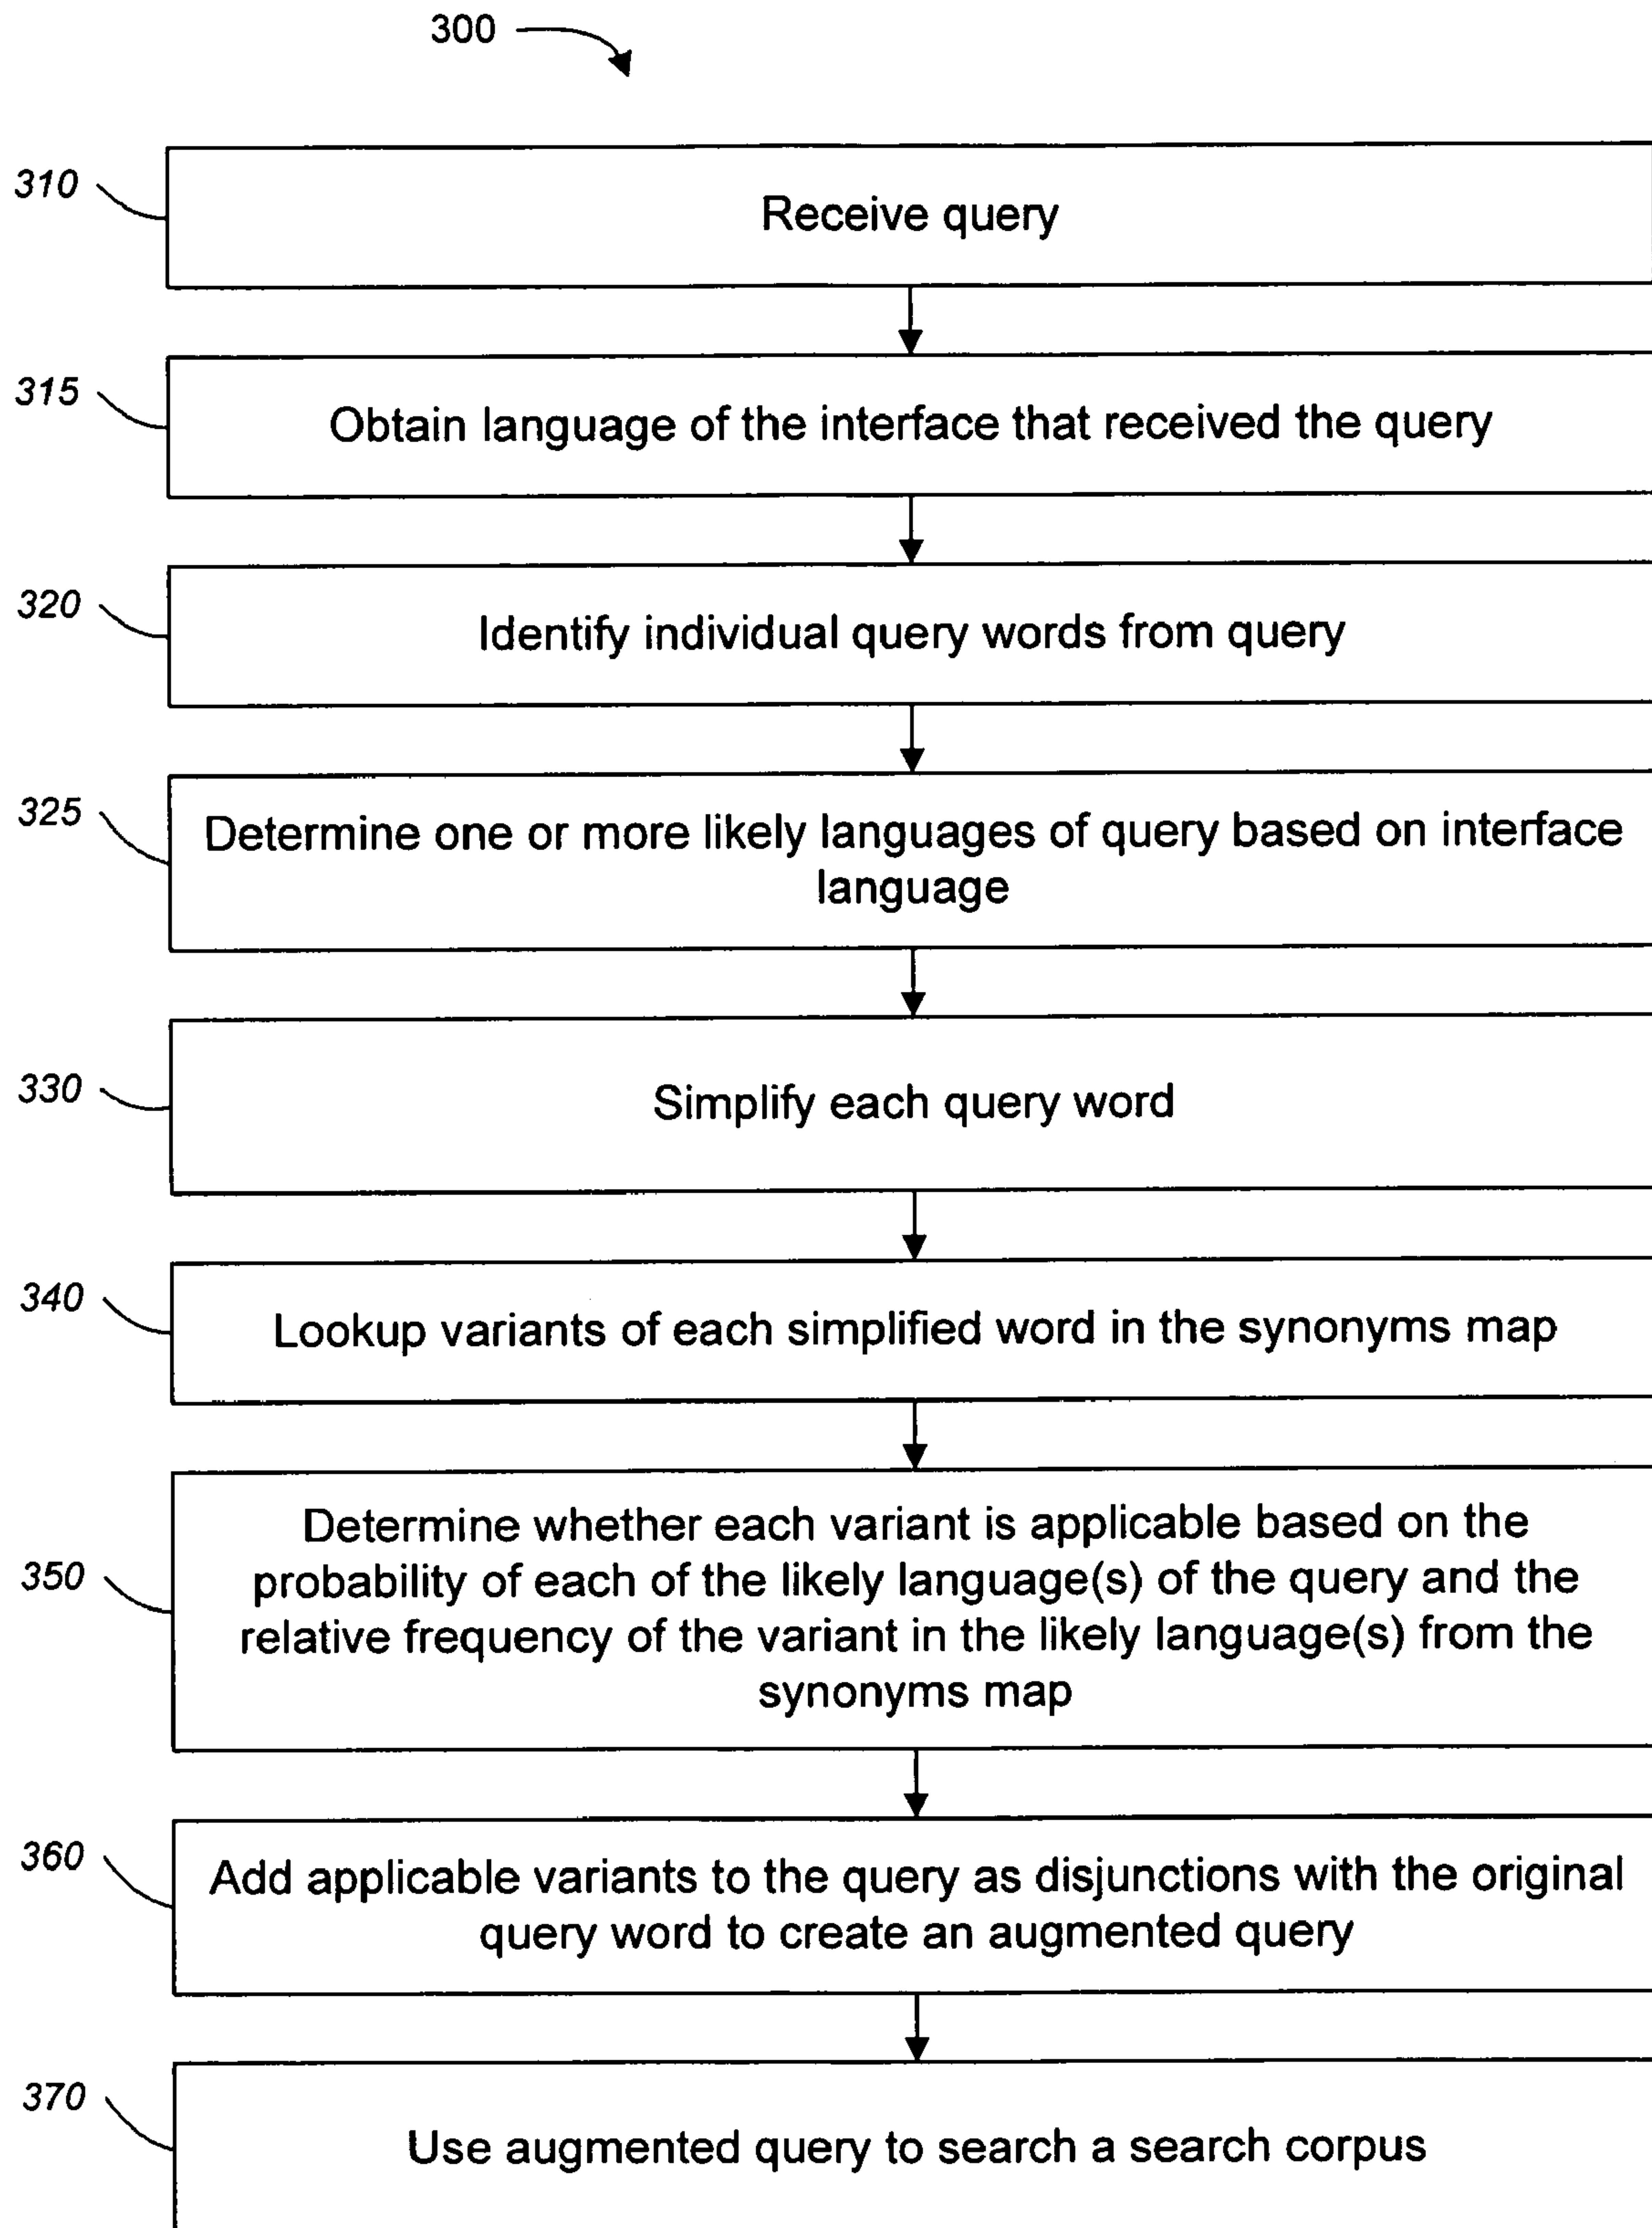 300
310
Receive query
315
Obtain language of the interface that received the query
320
Identify individual query words from query
325
Determine one or more likely languages of query based on interface
language
330
Simplify each query word
340
Lookup variants of each simplified word in the synonyms map
350
Determine whether each variant is applicable based on the
probability of each of the likely language(s) of the query and the
relative frequency of the variant in the likely language(s) from the
synonyms map
360
Add applicable variants to the query as disjunctions with the original
query word to create an augmented query
370
Use augmented query to search a search corpus